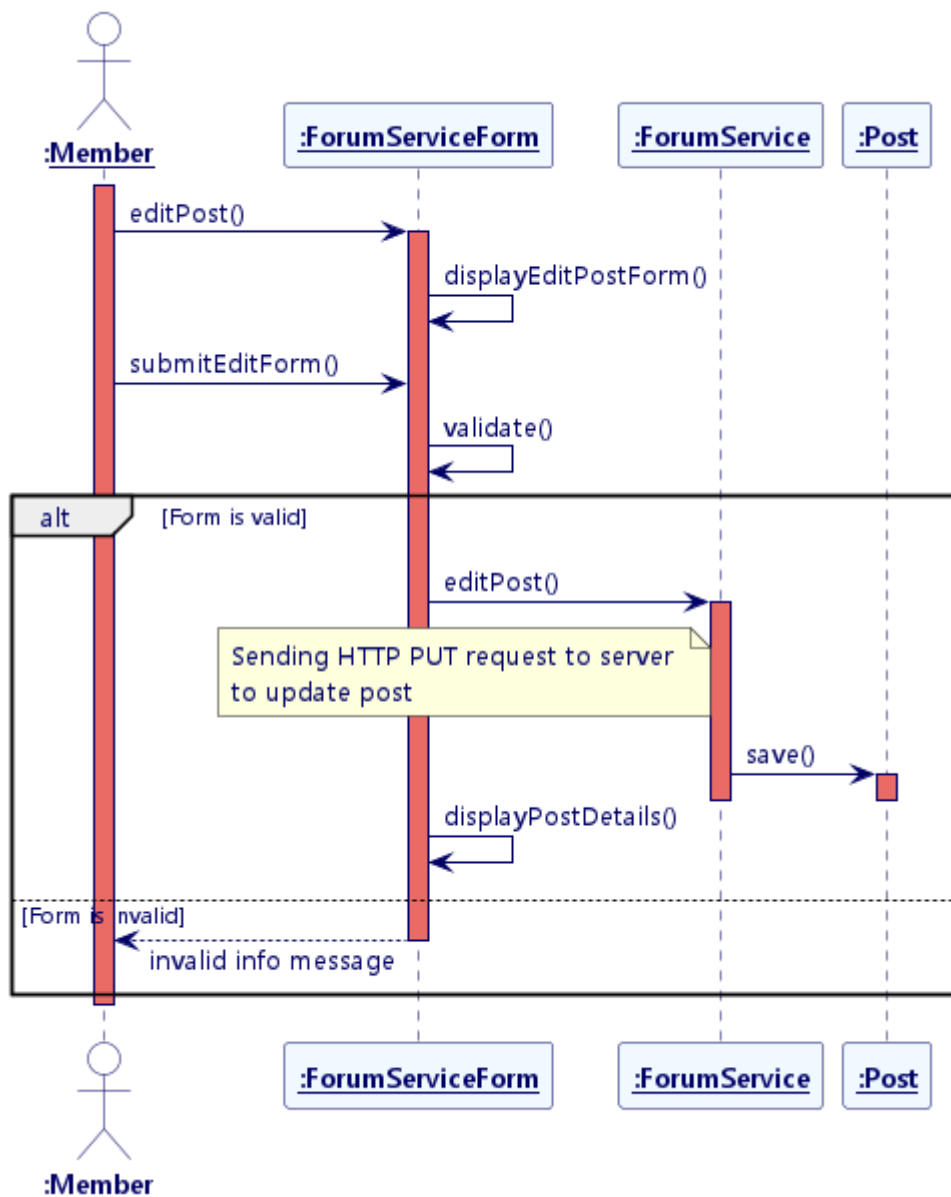 :Member
:ForumServiceForm
:ForumService
:Post
editPost()
displayEditPostForm()
submitEditForm()
validate()
alt
[Form is valid]
editPost()
Sending HTTP PUT request to server
to update post
save()
displayPostDetails()
[Form is invalid]
invalid info message
:ForumServiceForm
:ForumService
:Post
:Member